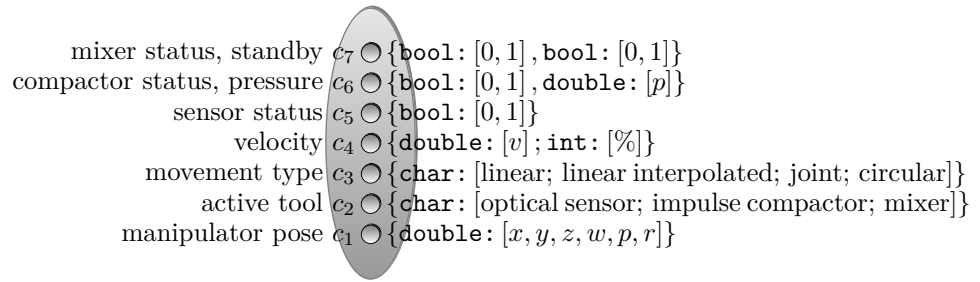 mixer status, standby c₇ {bool: [0, 1] ,bool: [0, 1]}
compactor status, pressure c₆ {bool: [0, 1] ,double: [p]}
sensor status c₅ {bool: [0, 1]}
velocity c₄ {double: [v] ; int: [%]}
movement type c₃ {char: [linear; linear interpolated; joint; circular]}
active tool c₂ {char: [optical sensor; impulse compactor; mixer]}
manipulator pose c₁ {double: [x, y, z, w, p, r]}